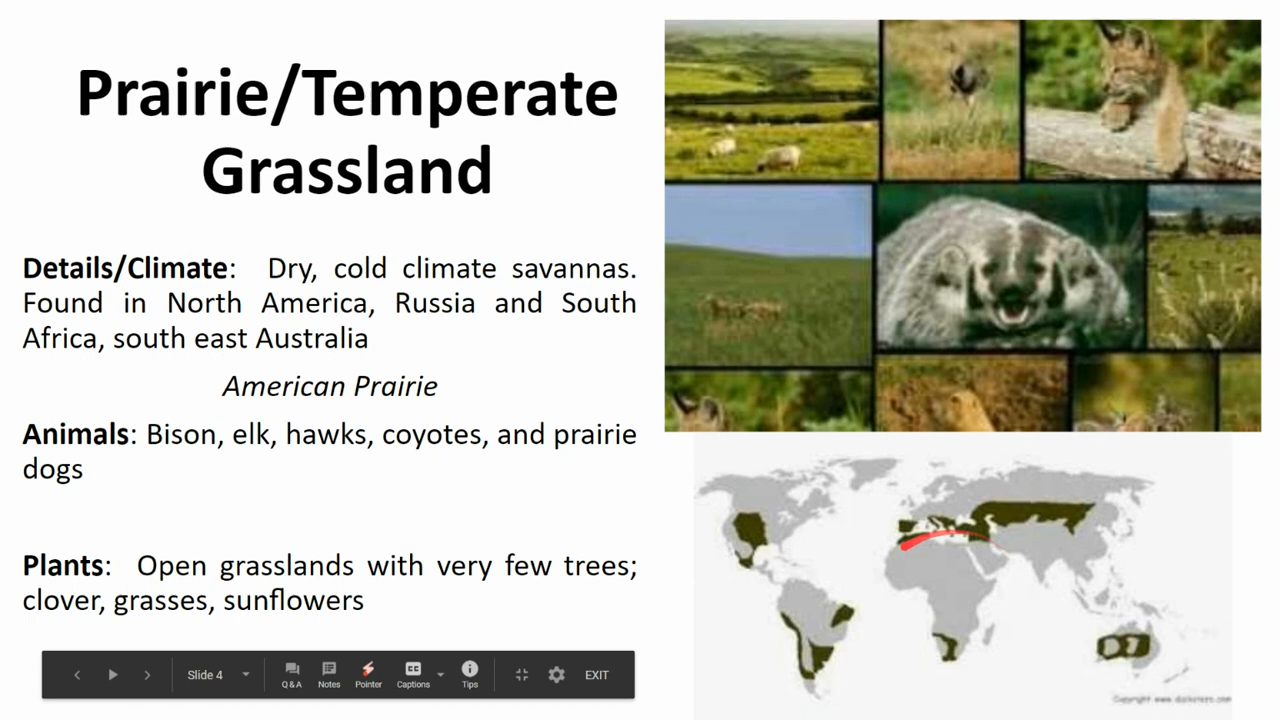 Prairie/Temperate
Grassland
Details/Climate: Dry, cold climate savannas.
Found in North America, Russia and South
Africa, south east Australia
American Prairie
Animals: Bison, elk, hawks, coyotes, and prairie
dogs
Plants: Open grasslands with very few trees;
clover, grasses, sunflowers
Slide 4
Q & A
Notes
Pointer
CC
Captions
Tips
EXIT
Copyright www.ducksters.com